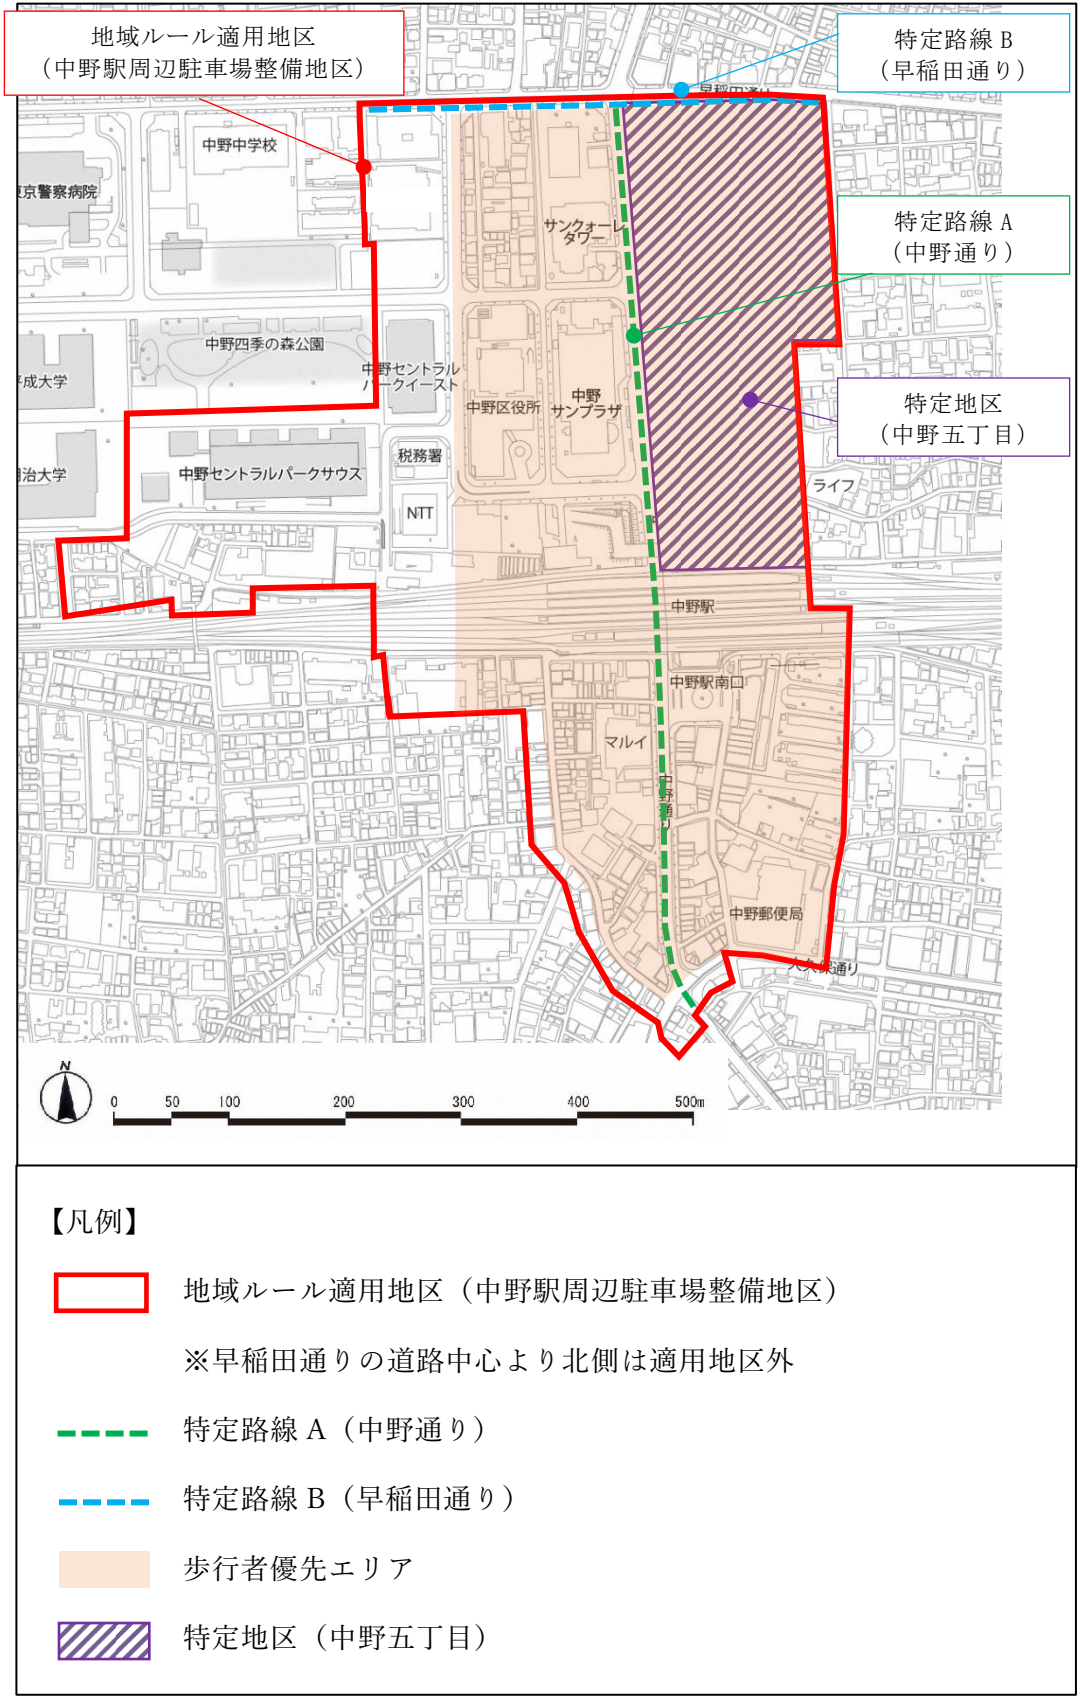 地域ルール適用地区
（中野駅周辺駐車場整備地区）
特定路線 B
（早稲田通り）
早稲田通り
中野中学校
東京警察病院
サンクォーレ
タワー
特定路線 A
（中野通り）
中野四季の森公園
中野セントラル
パークイースト
平成大学
中野区役所
中野
サンプラザ
特定地区
（中野五丁目）
税務署
明治大学
中野セントラルパークサウス
ライフ
NTT
中野駅
中野駅南口
マルイ
中野通り
中野郵便局
大久保通り
N
0 50 100 200 300 400 500m
【凡例】
地域ルール適用地区（中野駅周辺駐車場整備地区）
※早稲田通りの道路中心より北側は適用地区外
特定路線 A（中野通り）
特定路線 B（早稲田通り）
歩行者優先エリア
特定地区（中野五丁目）